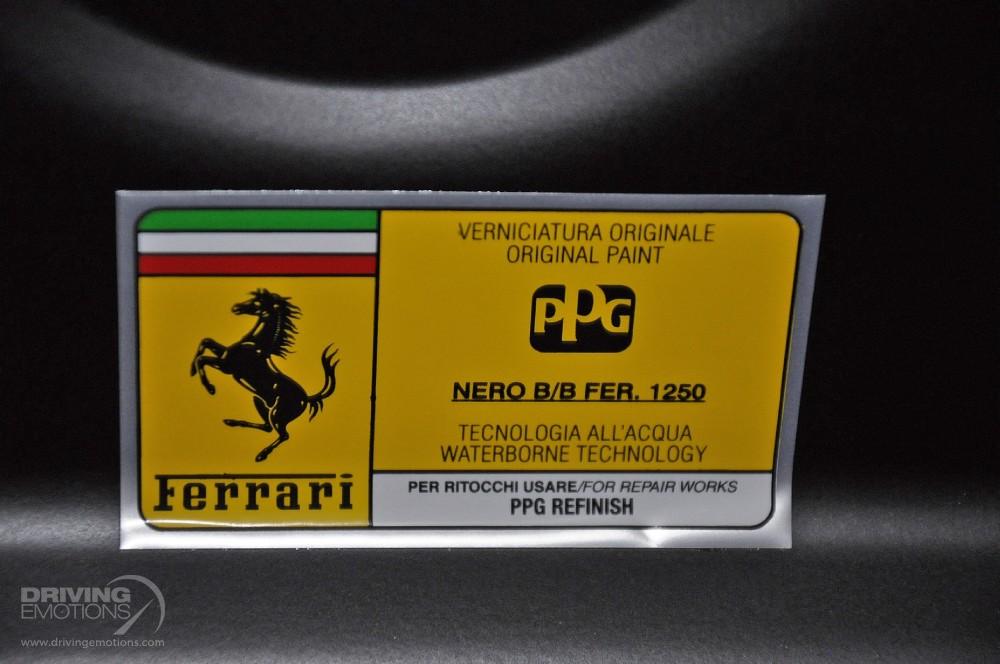 VERNICIATURA ORIGINALE
ORIGINAL PAINT
PPG
NERO B/B FER. 1250
TECNOLOGIA ALL'ACQUA
WATERBORNE TECHNOLOGY
Ferrari
PER RITOCCHI USARE/FOR REPAIR WORKS
PPG REFINISH
DRIVING
EMOTIONS
www.drivingemotions.com